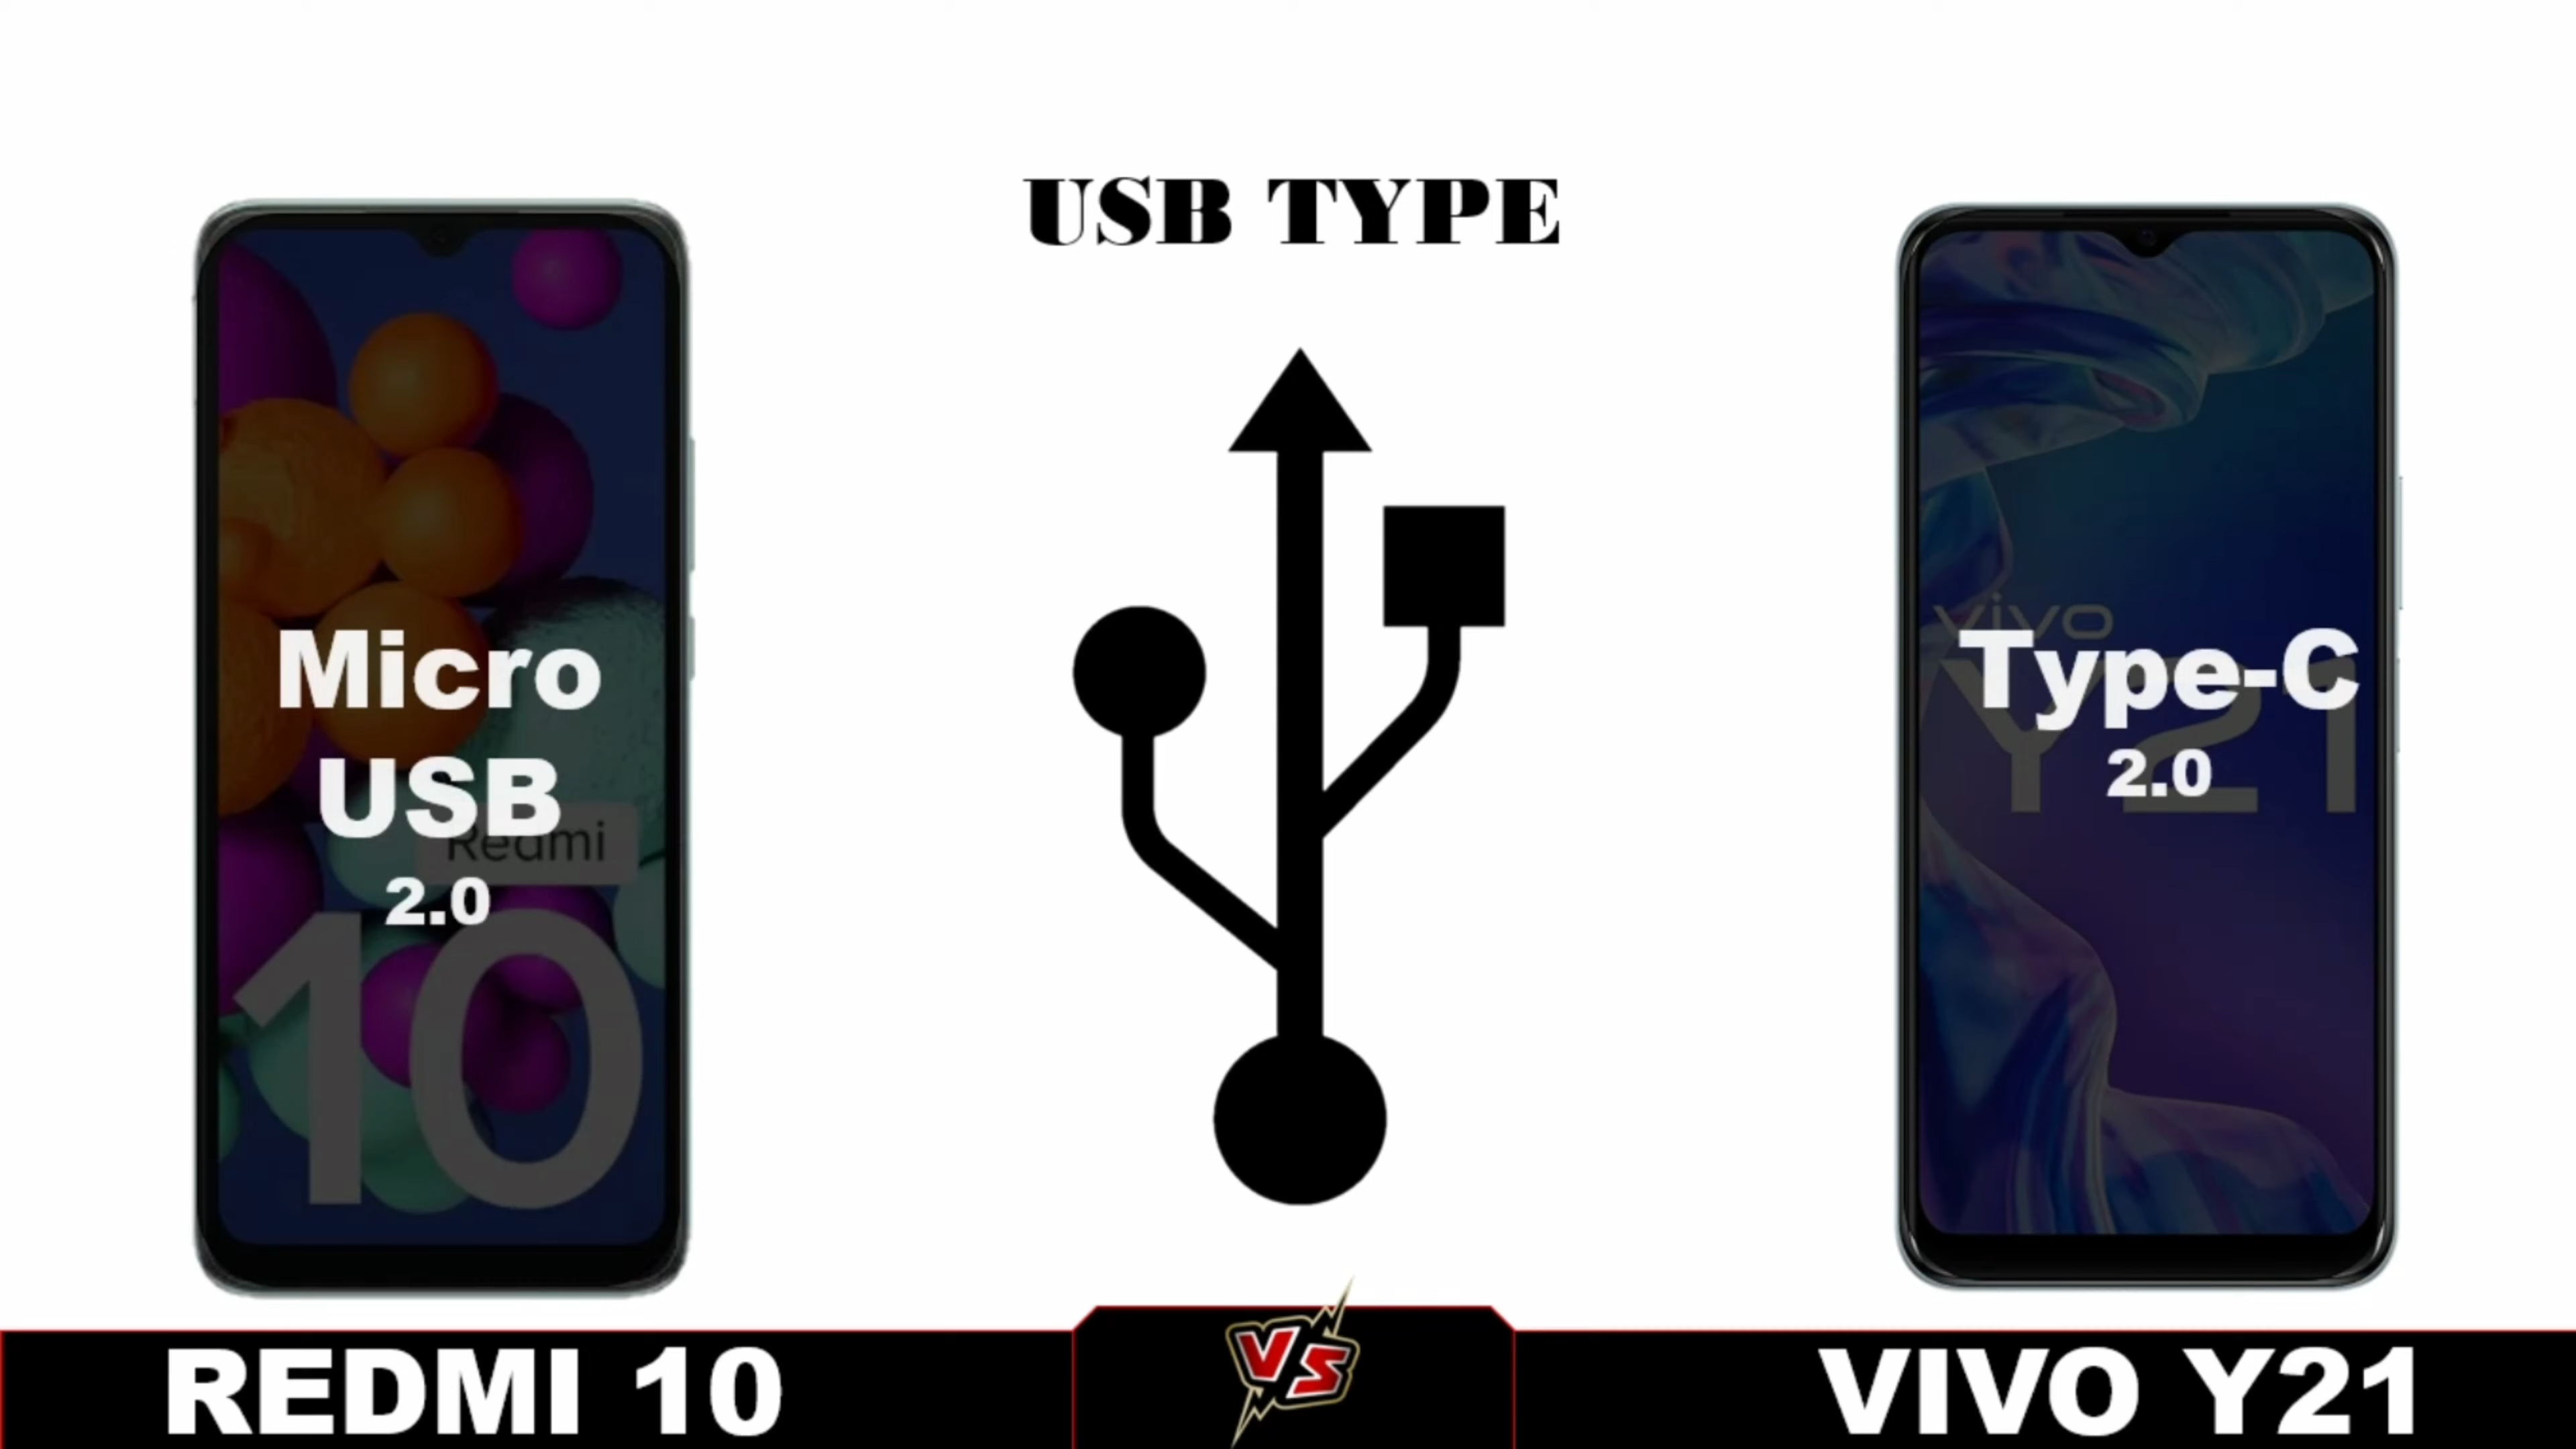 USB TYPE
Micro
USB
2.0
Redmi
10
vivo
Type-C
Y21
2.0
REDMI 10
VS
VIVO Y21